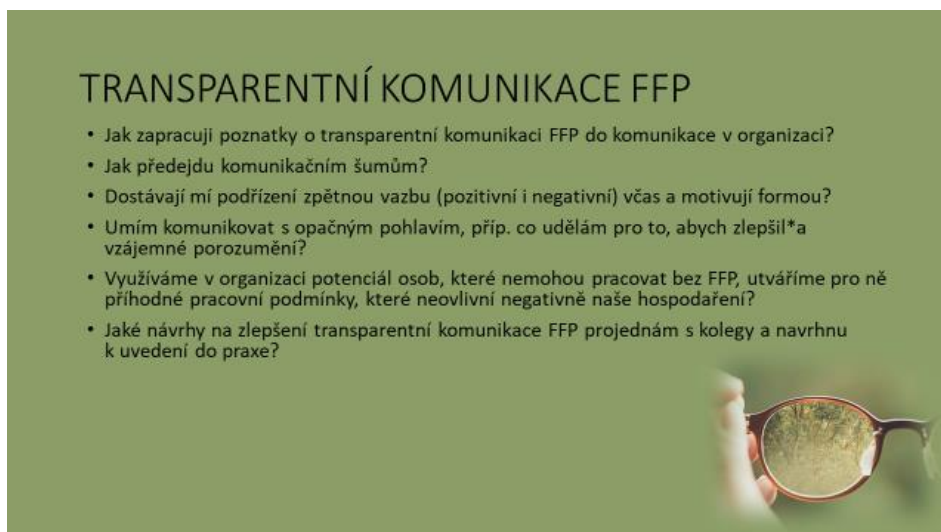 TRANSPARENTNÍ KOMUNIKACE FFP
• Jak zapracuji poznatky o transparentní komunikaci FFP do komunikace v organizaci?
• Jak předejdu komunikačním šumům?
• Dostávají mí podřízení zpětnou vazbu (pozitivní i negativní) včas a motivují formou?
• Umím komunikovat s opačným pohlavím, příp. co udělám pro to, abych zlepšil*a
vzájemné porozumění?
• Využíváme v organizaci potenciál osob, které nemohou pracovat bez FFP, utváříme pro ně
příhodné pracovní podmínky, které neovlivní negativně naše hospodaření?
• Jaké návrhy na zlepšení transparentní komunikace FFP projednám s kolegy a navrhnu
k uvedení do praxe?